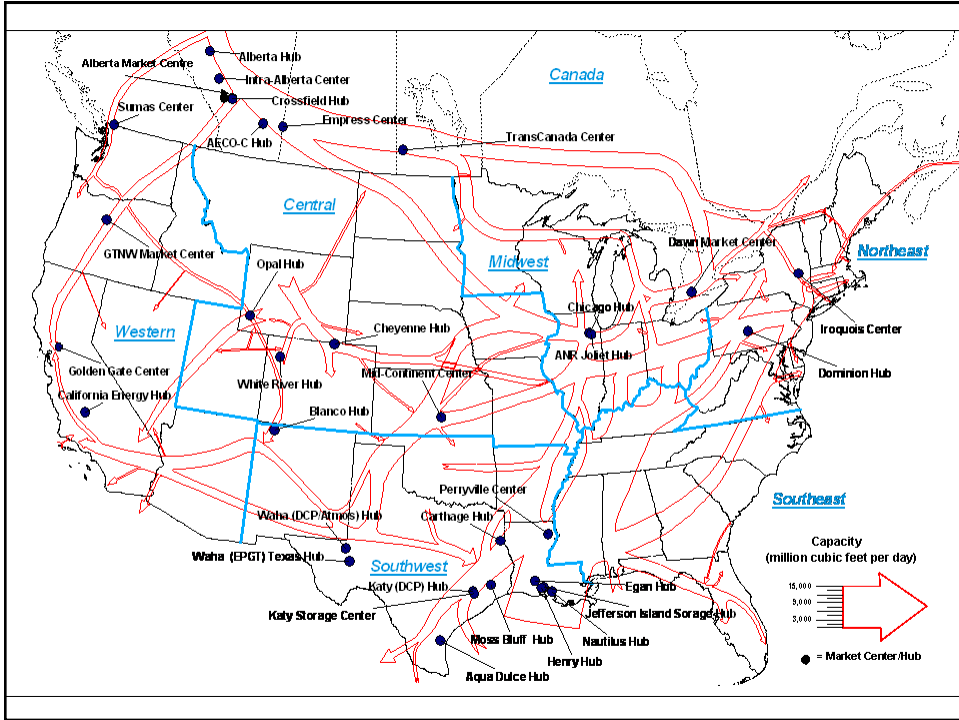 Alberta Hub
Alberta Market Centre
Canada
Intra-Alberta Center
Crossfield Hub
Sumas Center
Empress Center
TransCanada Center
AECO-C Hub
Central
Dawn Market Center
Northeast
GTNW Market Center
Opal Hub
Midwest
Chicago Hub
Western
Cheyenne Hub
Iroquois Center
ANR Joliet Hub
Golden Gate Center
Mid-Continent Center
Dominion Hub
White River Hub
California Energy Hub
Blanco Hub
Perryville Center
Southeast
Waha (DCP/Atmos) Hub
Carthage Hub
Capacity
(million cubic feet per day)
Waha (EPGT) Texas Hub
Southwest
Katy (DCP) Hub
Egan Hub
15,000
9,000
3,000
Katy Storage Center
Jefferson Island Sorage Hub
Moss Bluff Hub
Nautilus Hub
= Market Center/Hub
Henry Hub
Aqua Dulce Hub